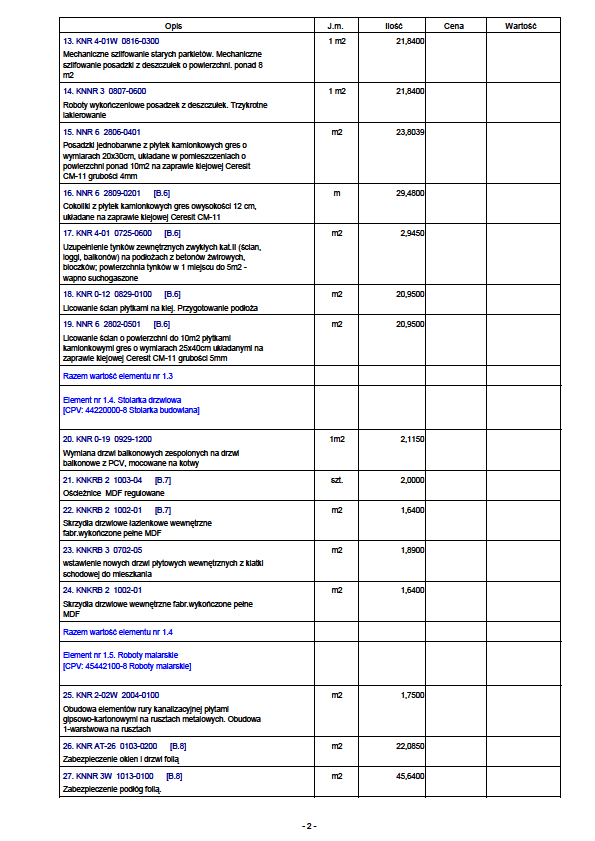 Opis J.m. Ilość Cena Wartość
13. KNR 4-01W 0816-0300 1 m2 21,8400
Mechaniczne szlifowanie starych parkietów. Mechaniczne
szlifowanie posadzki z deszczułek o powierzchni. ponad 8
m2
14. KNNR 3 0807-0600 1 m2 21,8400
Roboty wykończeniowe posadzek z deszczułek. Trzykrotne
lakierowanie
15. NNR 6 2806-0401 m2 23,8039
Posadzki jednobarwne z płytek kamionkowych gres o
wymiarach 20x30cm, układane w pomieszczeniach o
powierzchni ponad 10m2 na zaprawie klejowej Ceresit
CM-11 grubości 4mm
16. NNR 6 2809-0201 [B.6] m 29,4800
Cokoliki z płytek kamionkowych gres owysokości 12 cm,
układane na zaprawie klejowej Ceresit CM-11
17. KNR 4-01 0725-0600 [B.6] m2 2,9450
Uzupełnienie tynków zewnętrznych zwykłych kat.II (ścian,
loggi, balkonów) na podłożach z betonów żwirowych,
bloczków; powierzchnia tynków w 1 miejscu do 5m2 -
wapno suchogaszone
18. KNR 0-12 0829-0100 [B.6] m2 20,9500
Licowanie ścian płytkami na klej. Przygotowanie podłoża
19. NNR 6 2802-0501 [B.6] m2 20,9500
Licowanie ścian o powierzchni do 10m2 płytkami
kamionkowymi gres o wymiarach 25x40cm układanymi na
zaprawie klejowej Ceresit CM-11 grubości 5mm
Razem wartość elementu nr 1.3
Element nr 1.4. Stolarka drzwiowa
[CPV: 44220000-8 Stolarka budowlana]
20. KNR 0-19 0929-1200 1m2 2,1150
Wymiana drzwi balkonowych zespolonych na drzwi
balkonowe z PCV, mocowane na kotwy
21. KNKRB 2 1003-04 [B.7] szt. 2,0000
Ościeżnice MDF regulowane
22. KNKRB 2 1002-01 [B.7] m2 1,6400
Skrzydła drzwiowe łazienkowe wewnętrzne
fabr.wykończone pełne MDF
23. KNKRB 3 0702-05 m2 1,8900
wstawienie nowych drzwi płytowych wewnętrznych z klatki
schodowej do mieszkania
24. KNKRB 2 1002-01 m2 1,6400
Skrzydła drzwiowe wewnętrzne fabr.wykończone pełne
MDF
Razem wartość elementu nr 1.4
Element nr 1.5. Roboty malarskie
[CPV: 45442100-8 Roboty malarskie]
25. KNR 2-02W 2004-0100 m2 1,7500
Obudowa elementów rury kanalizacyjnej płytami
gipsowo-kartonowymi na rusztach metalowych. Obudowa
1-warstwowa na rusztach
26. KNR AT-26 0103-0200 [B.8] m2 22,0850
Zabezpieczenie okien i drzwi folią
27. KNNR 3W 1013-0100 [B.8] m2 45,6400
Zabezpieczenie podłóg folią.
- 2 -